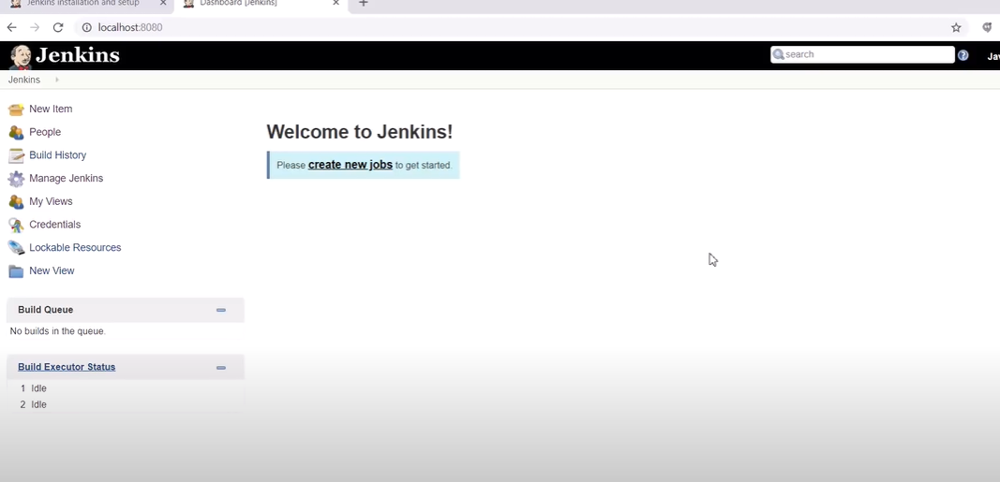 Jenkins installation and setup
Dashboard [Jenkins]
localhost:8080
Jenkins
search
Jenkins
New Item
People
Build History
Manage Jenkins
My Views
Credentials
Lockable Resources
New View
Welcome to Jenkins!
Please create new jobs to get started.
Build Queue
No builds in the queue.
Build Executor Status
1 Idle
2 Idle